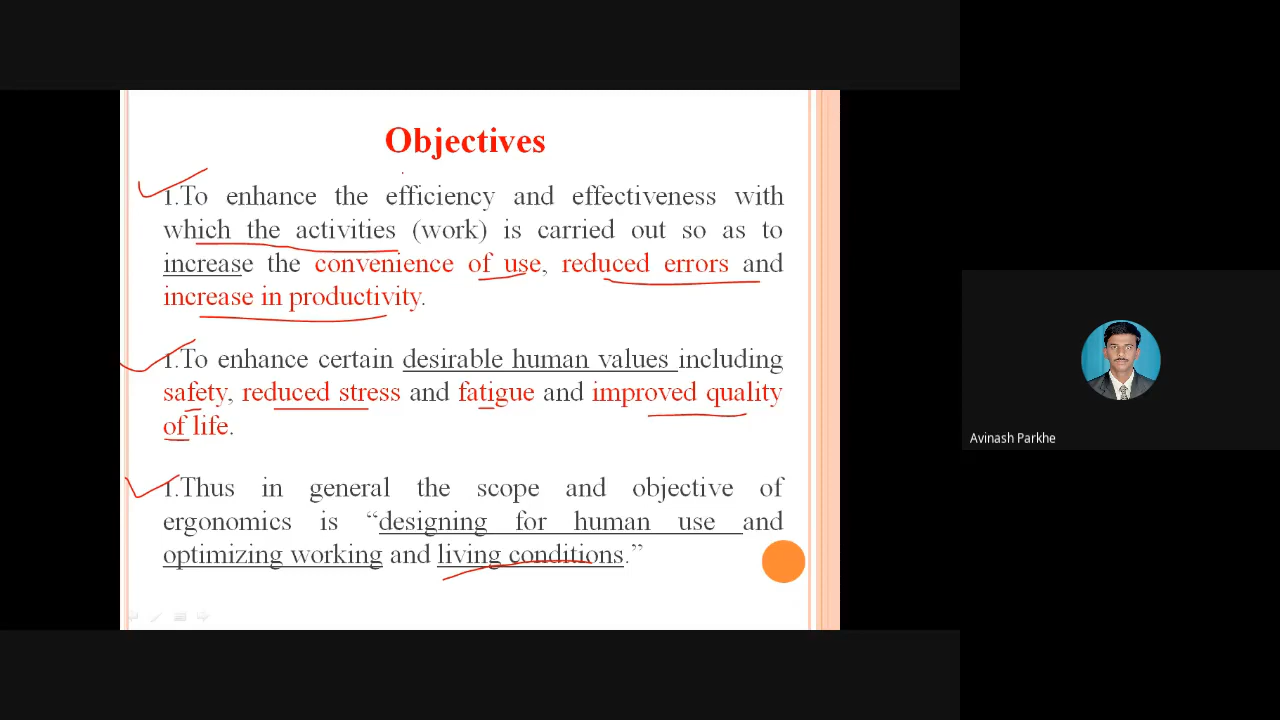 Objectives
1.To enhance the efficiency and effectiveness with
which the activities (work) is carried out so as to
increase the convenience of use, reduced errors and
increase in productivity.
1.To enhance certain desirable human values including
safety, reduced stress and fatigue and improved quality
of life.
1.Thus in general the scope and objective of
ergonomics is “designing for human use and
optimizing working and living conditions.”
Avinash Parkhe